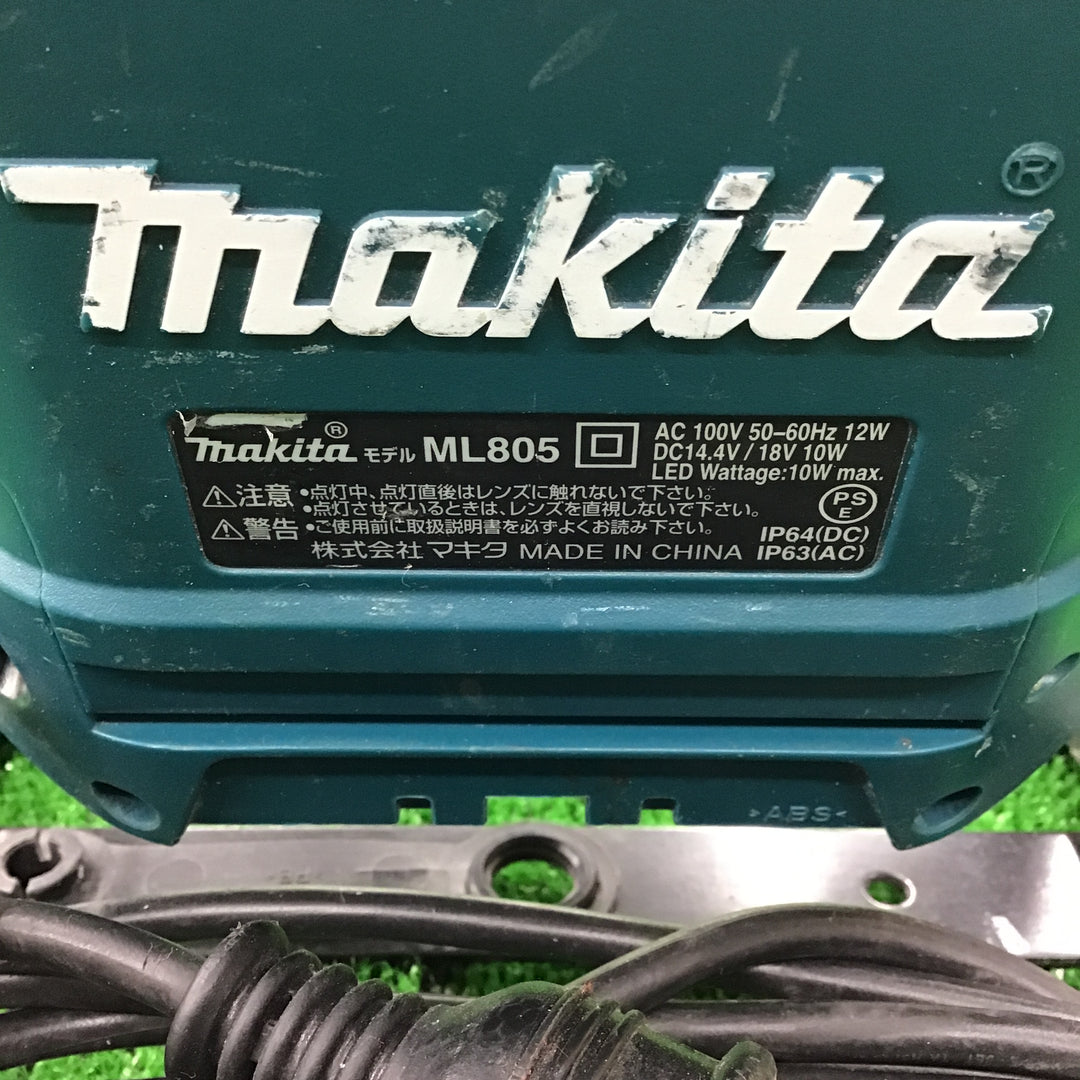 makita ®
makita® モデル ML805
AC 100V 50–60Hz 12W
DC14.4V / 18V 10W
LED Wattage:10W max.
⚠注意 •点灯中、点灯直後はレンズに触れないで下さい。
•点灯させているときは、レンズを直視しないで下さい。
⚠警告 •ご使用前に取扱説明書を必ずよくお読み下さい。
PS
E
IP64(DC)
株式会社 マキタ MADE IN CHINA IP63(AC)
>ABS<